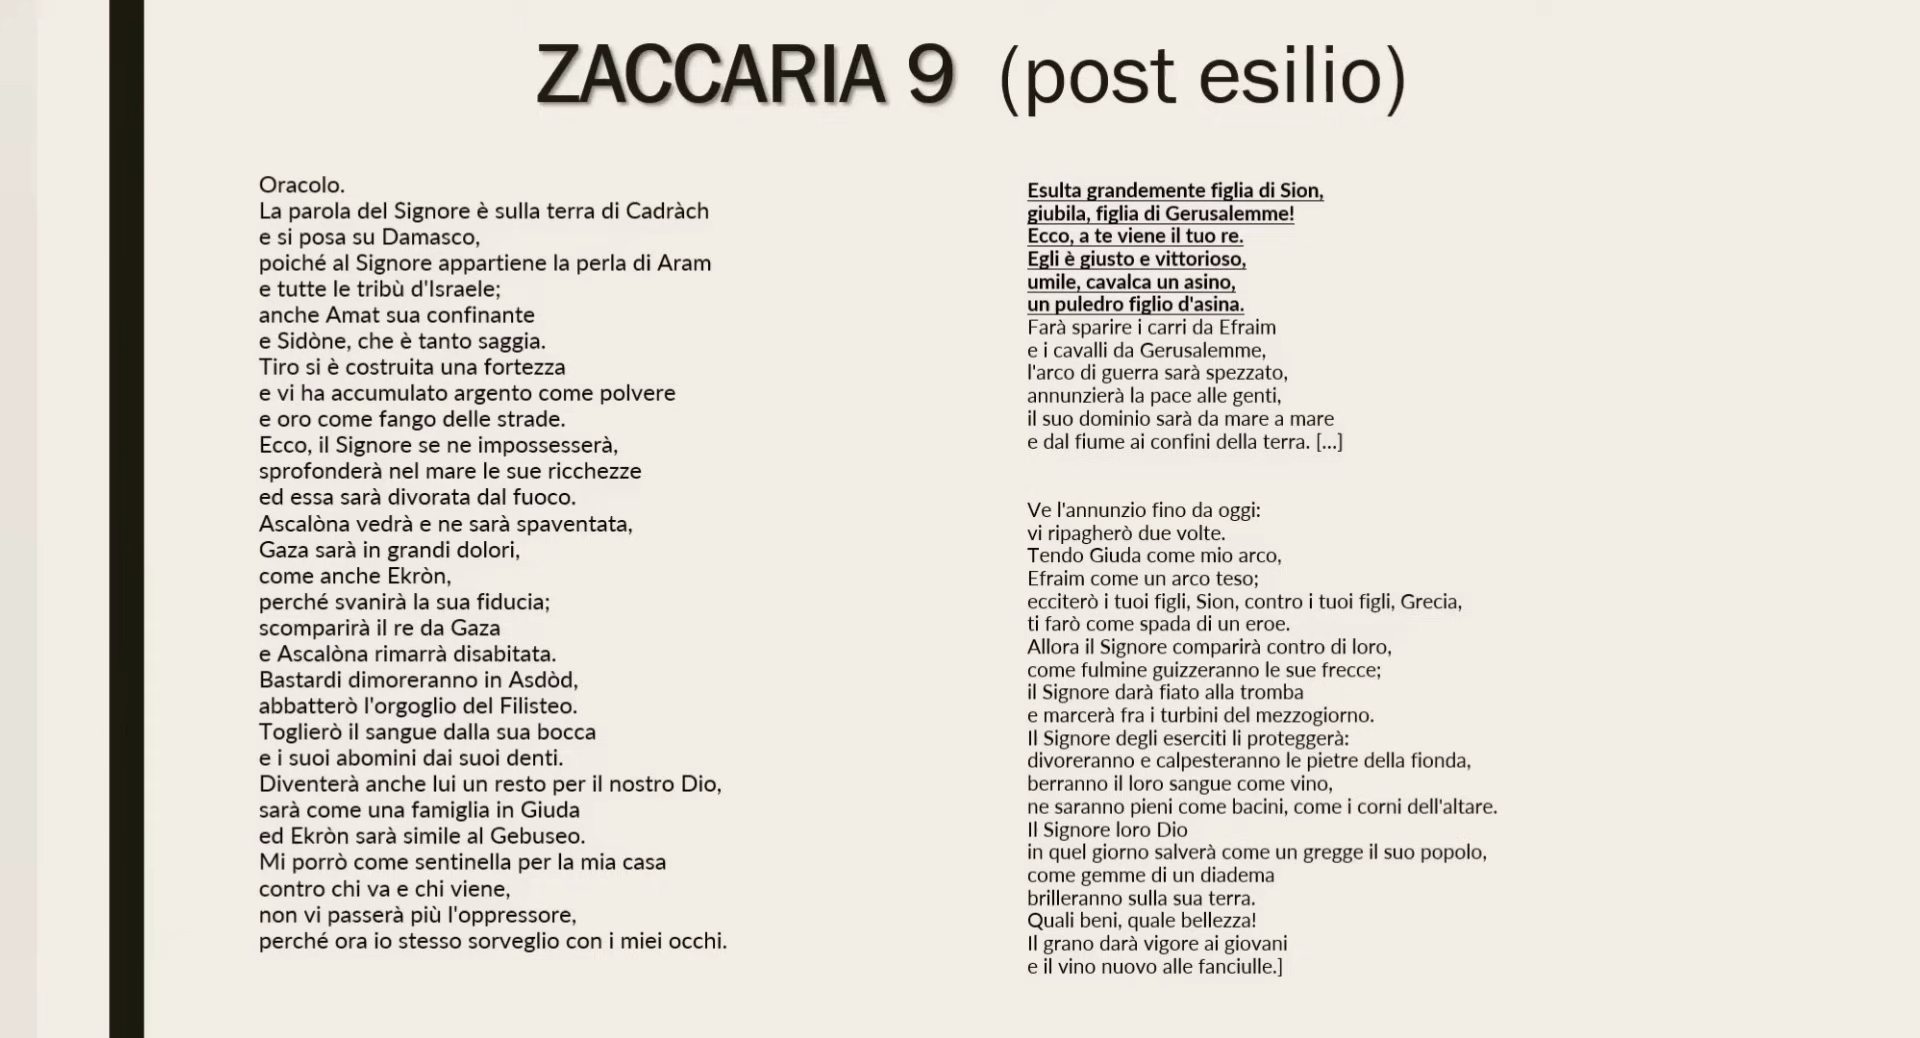 ZACCARIA 9 (post esilio)
Oracolo.
La parola del Signore è sulla terra di Cadràch
e si posa su Damasco,
poiché al Signore appartiene la perla di Aram
e tutte le tribù d'Israele;
anche Amat sua confinante
e Sidòne, che è tanto saggia.
Tiro si è costruita una fortezza
e vi ha accumulato argento come polvere
e oro come fango delle strade.
Ecco, il Signore se ne impossesserà,
sprofonderà nel mare le sue ricchezze
ed essa sarà divorata dal fuoco.
Ascalòna vedrà e ne sarà spaventata,
Gaza sarà in grandi dolori,
come anche Ekròn,
perché svanirà la sua fiducia;
scomparirà il re da Gaza
e Ascalòna rimarrà disabitata.
Bastardi dimoreranno in Asdòd,
abbatterò l'orgoglio del Filisteo.
Toglierò il sangue dalla sua bocca
e i suoi abomini dai suoi denti.
Diventerà anche lui un resto per il nostro Dio,
sarà come una famiglia in Giuda
ed Ekròn sarà simile al Gebuseo.
Mi porrò come sentinella per la mia casa
contro chi va e chi viene,
non vi passerà più l'oppressore,
perché ora io stesso sorveglio con i miei occhi.
Esulta grandemente figlia di Sion,
giubila, figlia di Gerusalemme!
Ecco, a te viene il tuo re.
Egli è giusto e vittorioso,
umile, cavalca un asino,
un puledro figlio d'asina.
Farà sparire i carri da Efraim
e i cavalli da Gerusalemme,
l'arco di guerra sarà spezzato,
annunzierà la pace alle genti,
il suo dominio sarà da mare a mare
e dal fiume ai confini della terra. [...]
Ve l'annunzio fino da oggi:
vi ripagherò due volte.
Tendo Giuda come mio arco,
Efraim come un arco teso;
ecciterò i tuoi figli, Sion, contro i tuoi figli, Grecia,
ti farò come spada di un eroe.
Allora il Signore comparirà contro di loro,
come fulmine guizzeranno le sue frecce;
il Signore darà fiato alla tromba
e marcerà fra i turbini del mezzogiorno.
Il Signore degli eserciti li proteggerà:
divoreranno e calpesteranno le pietre della fionda,
berranno il loro sangue come vino,
ne saranno pieni come bacini, come i corni dell'altare.
Il Signore loro Dio
in quel giorno salverà come un gregge il suo popolo,
come gemme di un diadema
brilleranno sulla sua terra.
Quali beni, quale bellezza!
Il grano darà vigore ai giovani
e il vino nuovo alle fanciulle.]